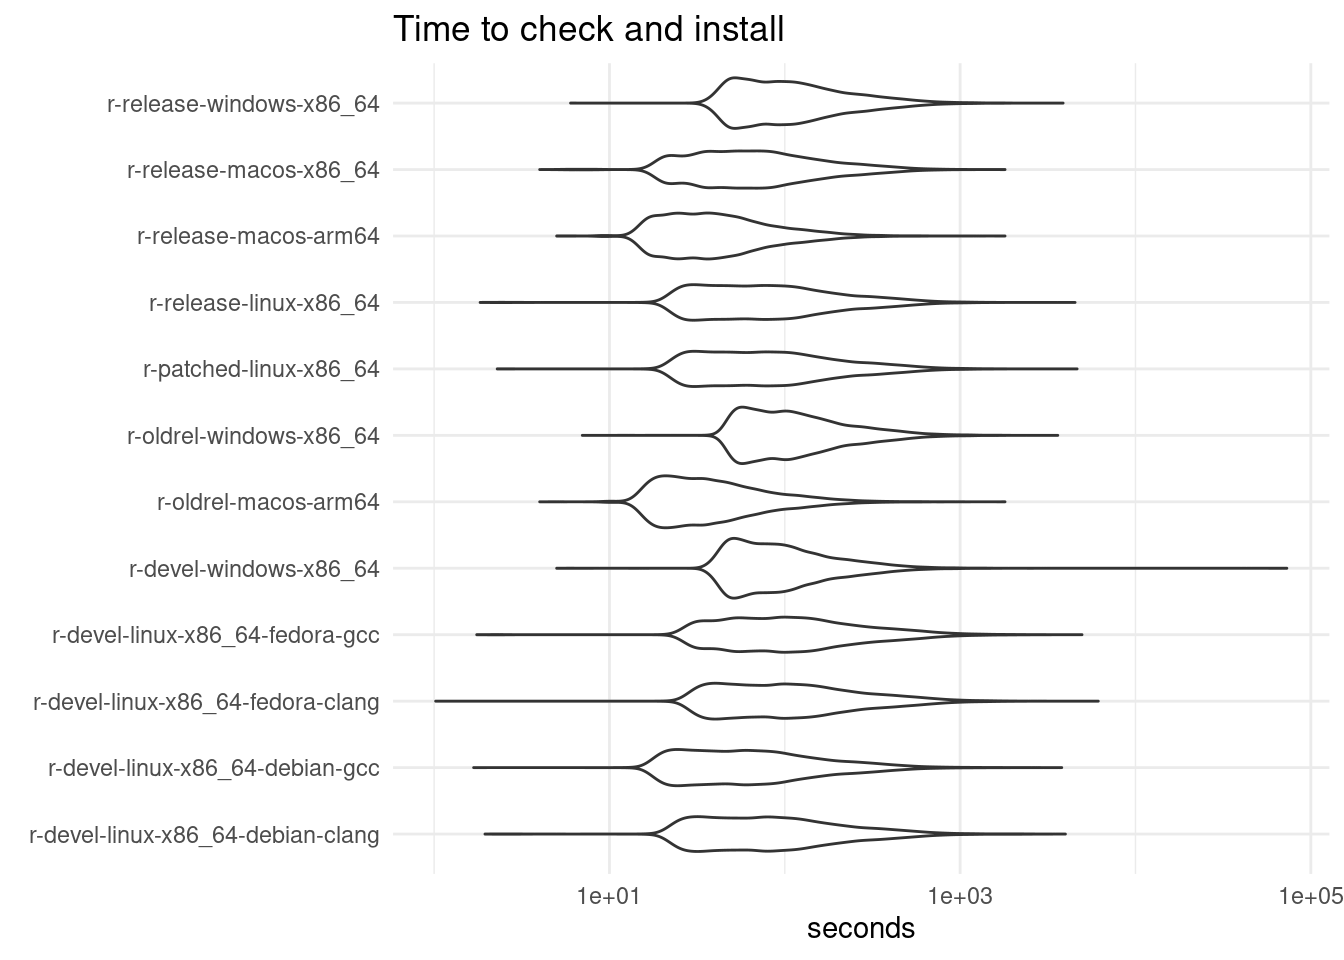 Time to check and install
r-release-windows-x86_64
r-release-macos-x86_64
r-release-macos-arm64
r-release-linux-x86_64
r-patched-linux-x86_64
r-oldrel-windows-x86_64
r-oldrel-macos-arm64
r-devel-windows-x86_64
r-devel-linux-x86_64-fedora-gcc
r-devel-linux-x86_64-fedora-clang
r-devel-linux-x86_64-debian-gcc
r-devel-linux-x86_64-debian-clang
1e+01 1e+03 1e+05
seconds